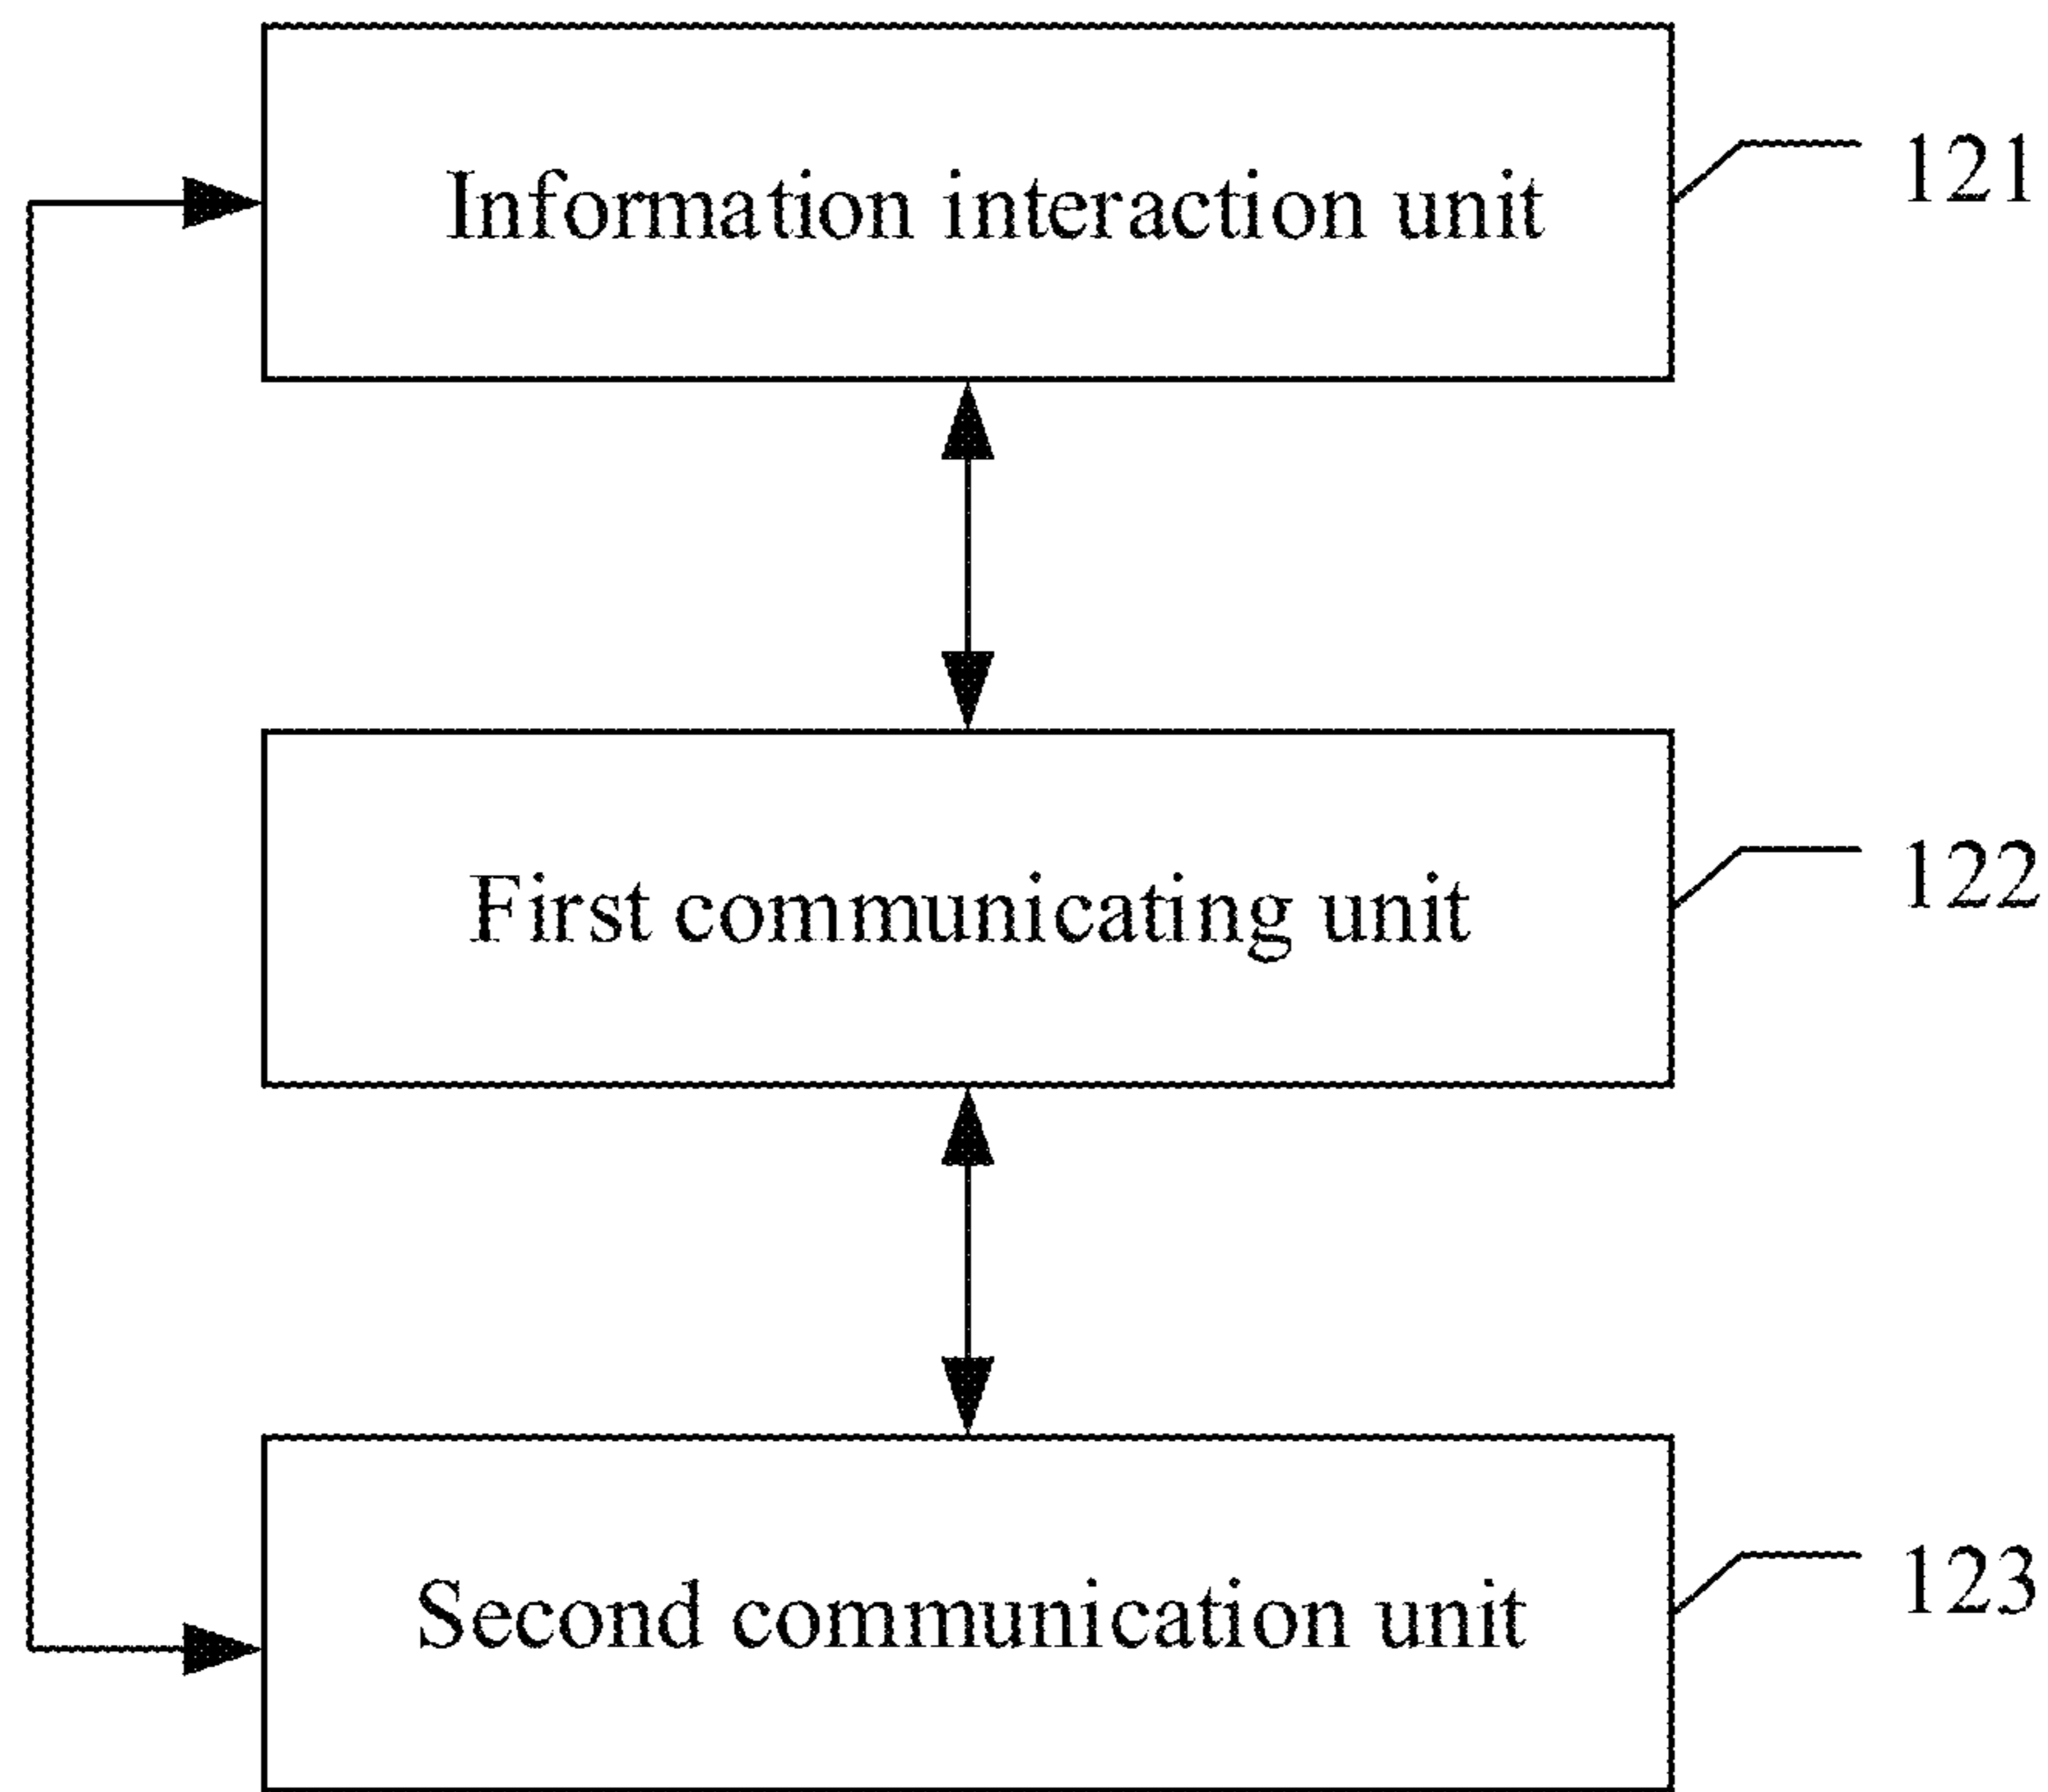 Information interaction unit
121
First communicating unit
122
Second communication unit
123